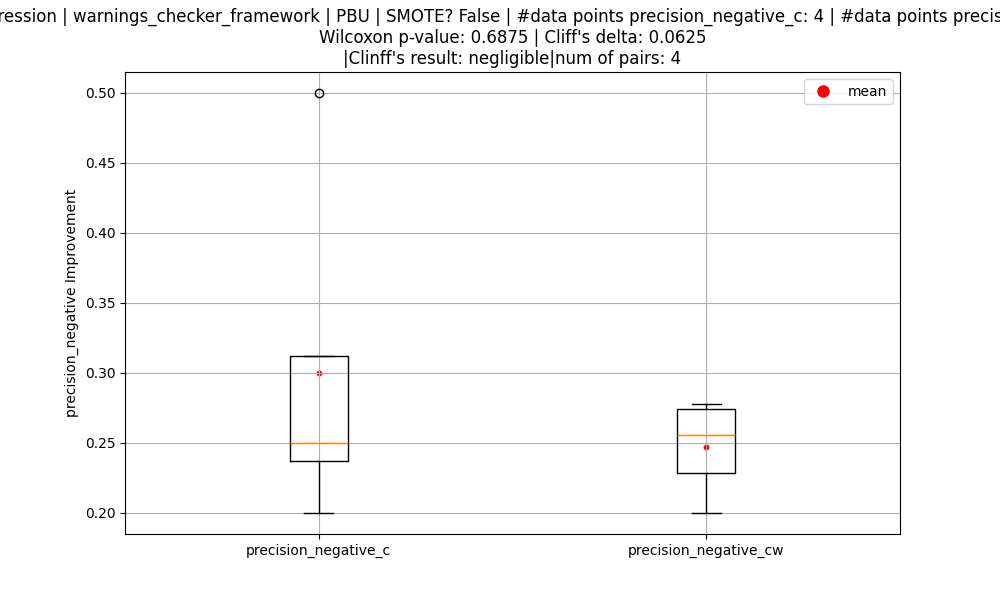 ression | warnings_checker_framework | PBU | SMOTE? False | #data points precision_negative_c: 4 | #data points precis
Wilcoxon p-value: 0.6875 | Cliff's delta: 0.0625
|Clinff's result: negligible|num of pairs: 4
mean
0.50
0.45
0.40
0.35
0.30
0.25
0.20
precision_negative Improvement
precision_negative_c
precision_negative_cw